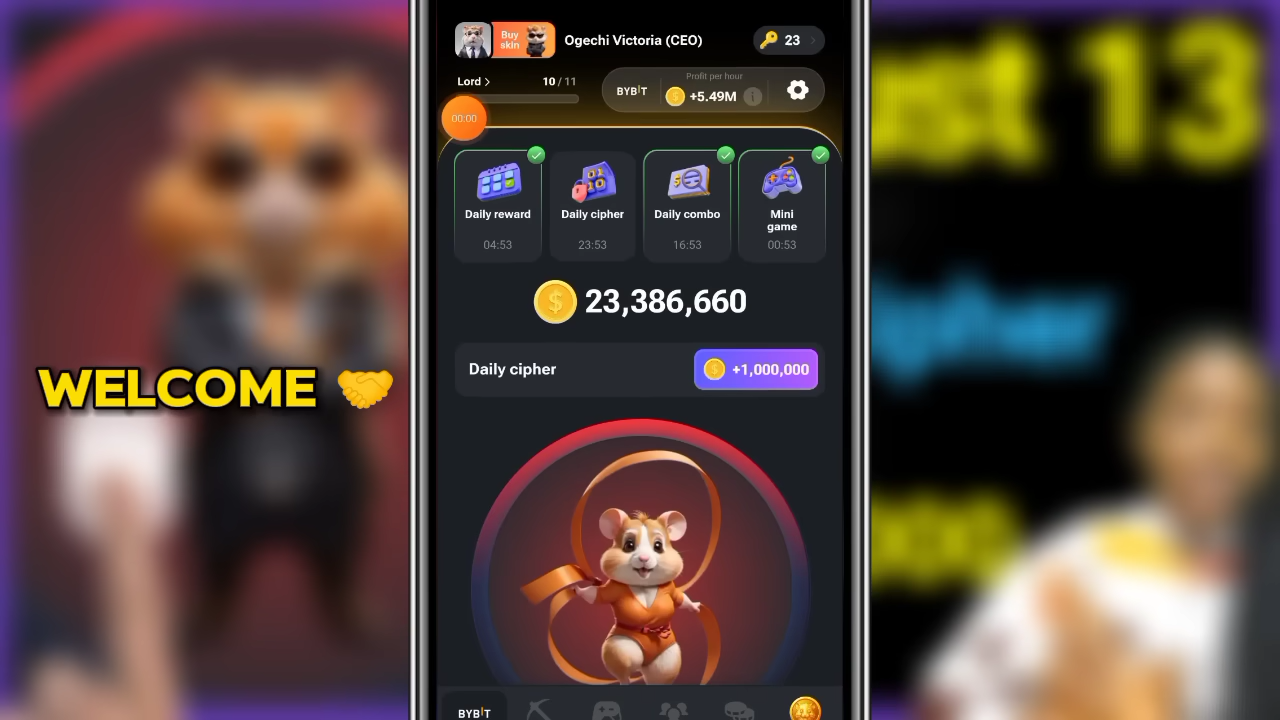 Buy
skin
Ogechi Victoria (CEO)
23
Lord >
10 / 11
BYBIT
Profit per hour
+5.49M
00:00
Daily reward
04:53
Daily cipher
23:53
Daily combo
16:53
Mini
game
00:53
23,386,660
Daily cipher
+1,000,000
WELCOME 🤝
BYBIT
13